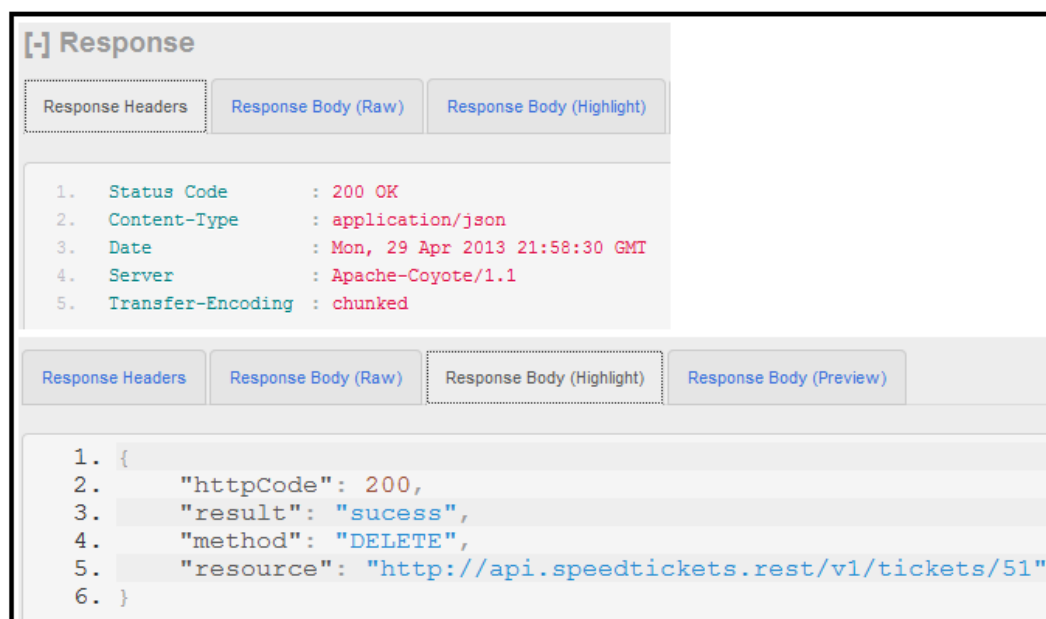 [-] Response
Response Headers Response Body (Raw) Response Body (Highlight)
1. Status Code : 200 OK
2. Content-Type : application/json
3. Date : Mon, 29 Apr 2013 21:58:30 GMT
4. Server : Apache-Coyote/1.1
5. Transfer-Encoding : chunked
Response Headers Response Body (Raw) Response Body (Highlight) Response Body (Preview)
1. {
2. "httpCode": 200,
3. "result": "sucess",
4. "method": "DELETE",
5. "resource": "http://api.speedtickets.rest/v1/tickets/51"
6. }